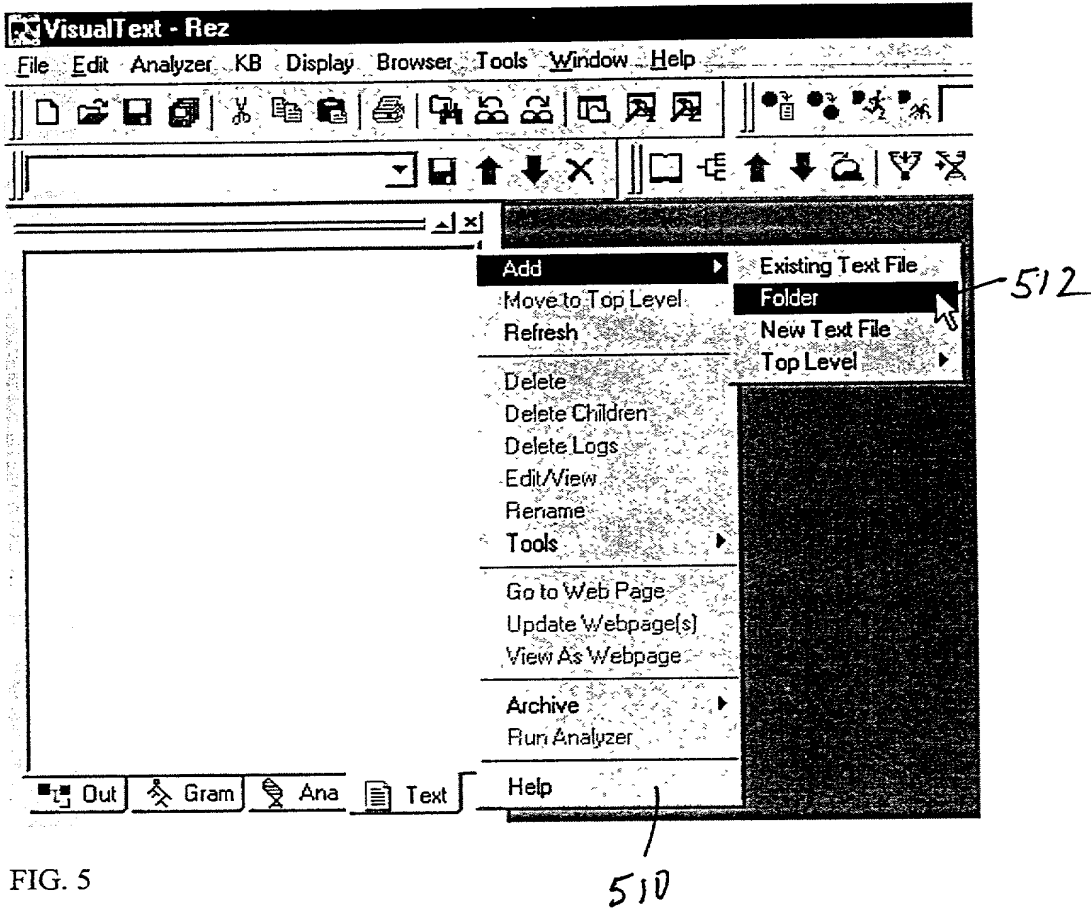 VisualText - Rez
File Edit Analyzer KB Display Browser Tools Window Help
Add
Existing Text File
512
Move to Top Level
Folder
Refresh
New Text File
Top Level
Delete
Delete Children
Delete Logs
Edit/View
Rename
Tools
Go to Web Page
Update Webpage(s)
View As Webpage
Archive
Run Analyzer
Help
Out Gram Ana Text
FIG. 5
510